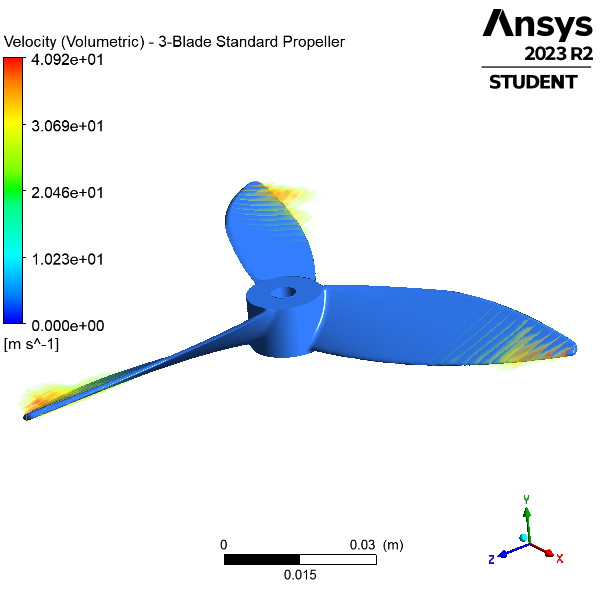 Ansys
2023 R2
STUDENT
Velocity (Volumetric) - 3-Blade Standard Propeller
4.092e+01
3.069e+01
2.046e+01
1.023e+01
0.000e+00
[m s^-1]
0 0.03 (m)
0.015
Y
Z X